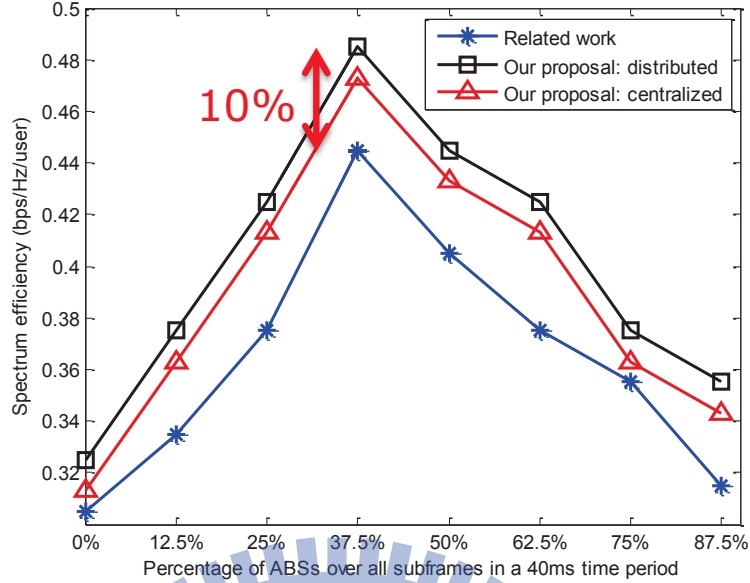 0.5
0.48
0.46
0.44
0.42
0.4
0.38
0.36
0.34
0.32
Spectrum efficiency (bps/Hz/user)
Related work
Our proposal: distributed
Our proposal: centralized
10%
0% 12.5% 25% 37.5% 50% 62.5% 75% 87.5%
Percentage of ABSs over all subframes in a 40ms time period